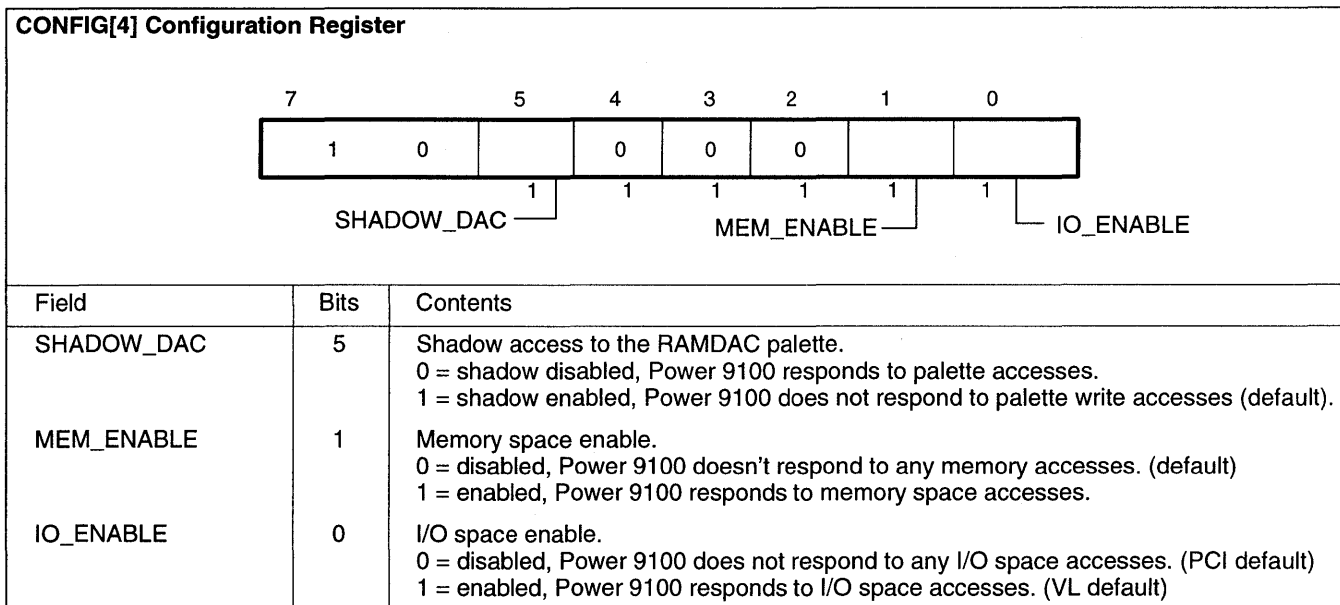 CONFIG[4] Configuration Register
7 5 4 3 2 1 0
1 0 0 0 0
1 1 1 1 1 1
SHADOW_DAC MEM_ENABLE IO_ENABLE
Field Bits Contents
SHADOW_DAC 5 Shadow access to the RAMDAC palette.
0 = shadow disabled, Power 9100 responds to palette accesses.
1 = shadow enabled, Power 9100 does not respond to palette write accesses (default).
MEM_ENABLE 1 Memory space enable.
0 = disabled, Power 9100 doesn't respond to any memory accesses. (default)
1 = enabled, Power 9100 responds to memory space accesses.
IO_ENABLE 0 I/O space enable.
0 = disabled, Power 9100 does not respond to any I/O space accesses. (PCI default)
1 = enabled, Power 9100 responds to I/O space accesses. (VL default)